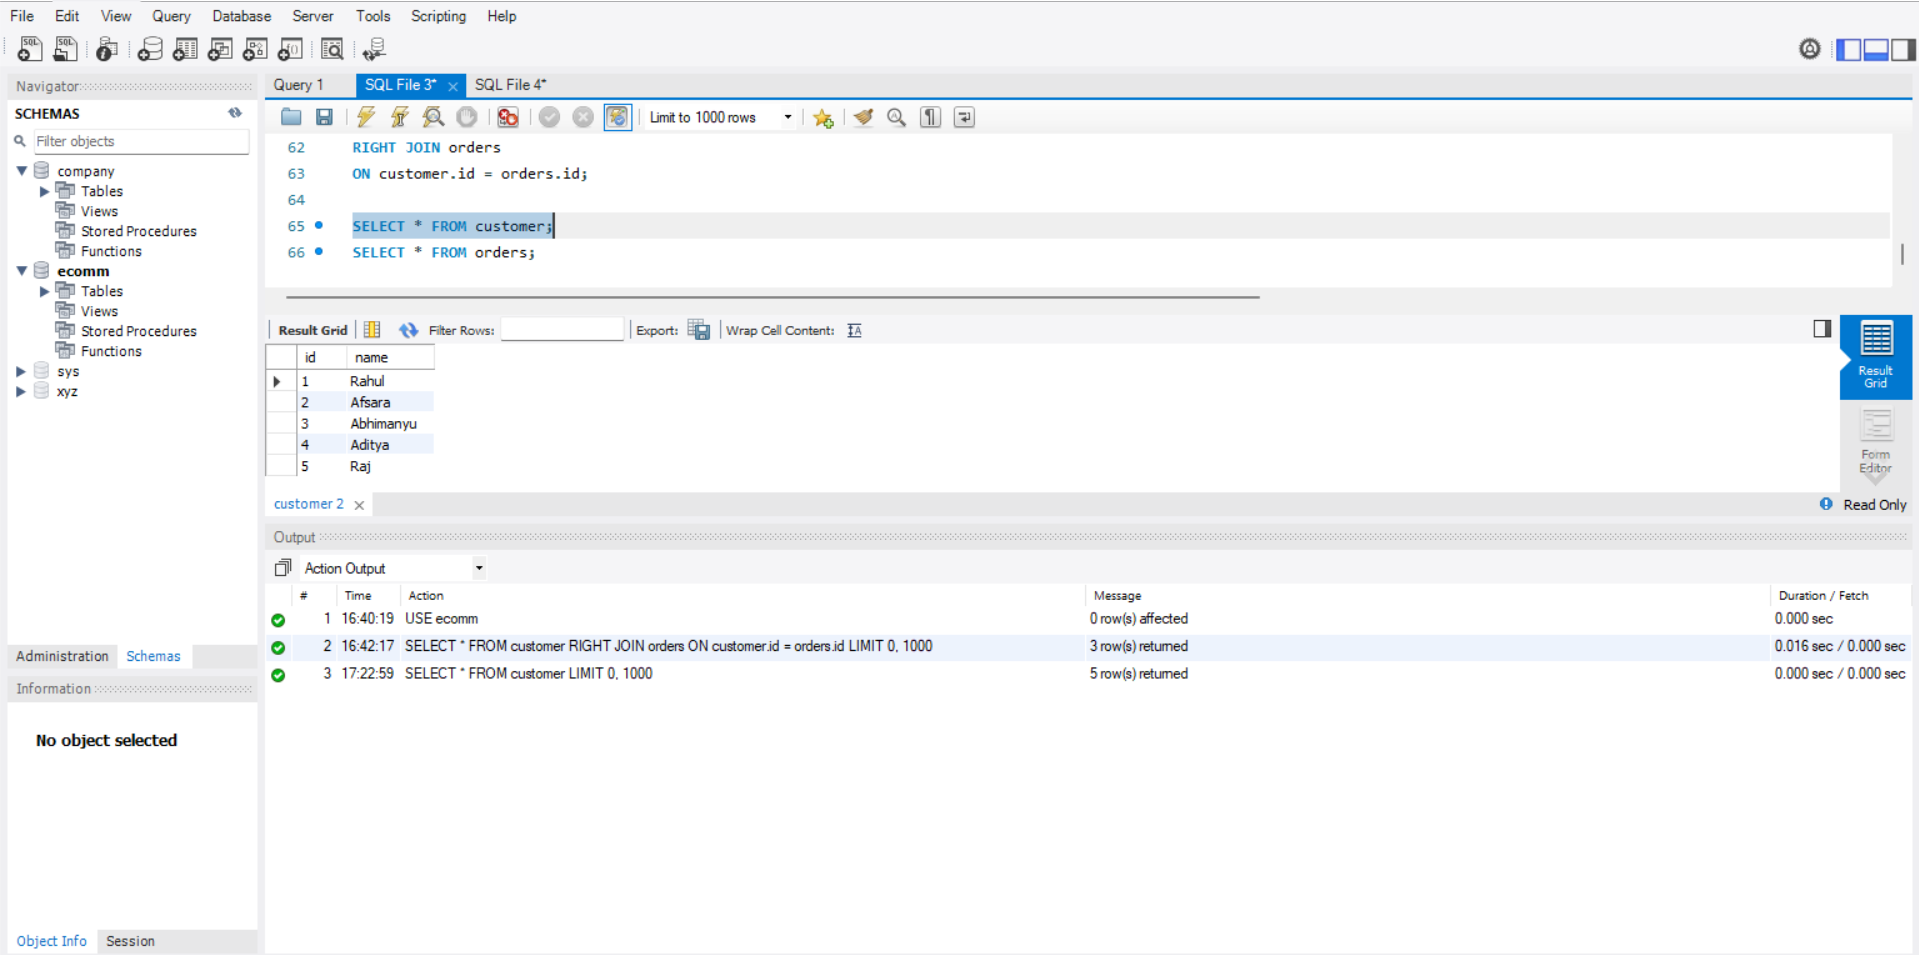 File Edit View Query Database Server Tools Scripting Help
Navigator
SCHEMAS
Filter objects
company
Tables
Views
Stored Procedures
Functions
ecomm
Tables
Views
Stored Procedures
Functions
sys
xyz
Administration Schemas
Information
No object selected
Object Info Session
Query 1 SQL File 3* SQL File 4*
Limit to 1000 rows
62 RIGHT JOIN orders
63 ON customer.id = orders.id;
64
65 SELECT * FROM customer;
66 SELECT * FROM orders;
Result Grid Filter Rows: Export: Wrap Cell Content:
id name
1 Rahul
2 Afsara
3 Abhimanyu
4 Aditya
5 Raj
Result
Grid
Form
Editor
customer 2
Read Only
Output
Action Output
# Time Action Message Duration / Fetch
1 16:40:19 USE ecomm 0 row(s) affected 0.000 sec
2 16:42:17 SELECT * FROM customer RIGHT JOIN orders ON customer.id = orders.id LIMIT 0, 1000 3 row(s) returned 0.016 sec / 0.000 sec
3 17:22:59 SELECT * FROM customer LIMIT 0, 1000 5 row(s) returned 0.000 sec / 0.000 sec